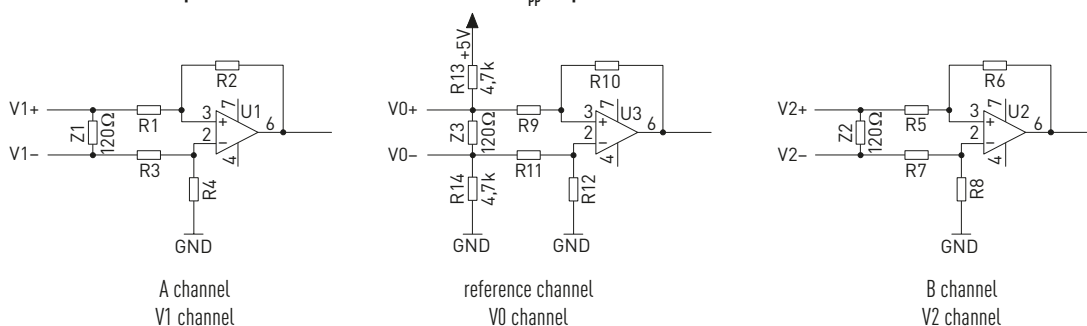 pp
R2
V1+
R1
3
7
U1
+
6
Z1
120Ω
2
−
V1−
R3
4
R4
GND
A channel
V1 channel
+5V
R13
4,7k
R10
V0+
R9
3
7
U3
+
6
Z3
120Ω
2
−
V0−
R11
4
R14
4,7k
R12
GND
GND
reference channel
V0 channel
R6
V2+
R5
3
7
U2
+
6
Z2
120Ω
2
−
V2−
R7
4
R8
GND
B channel
V2 channel